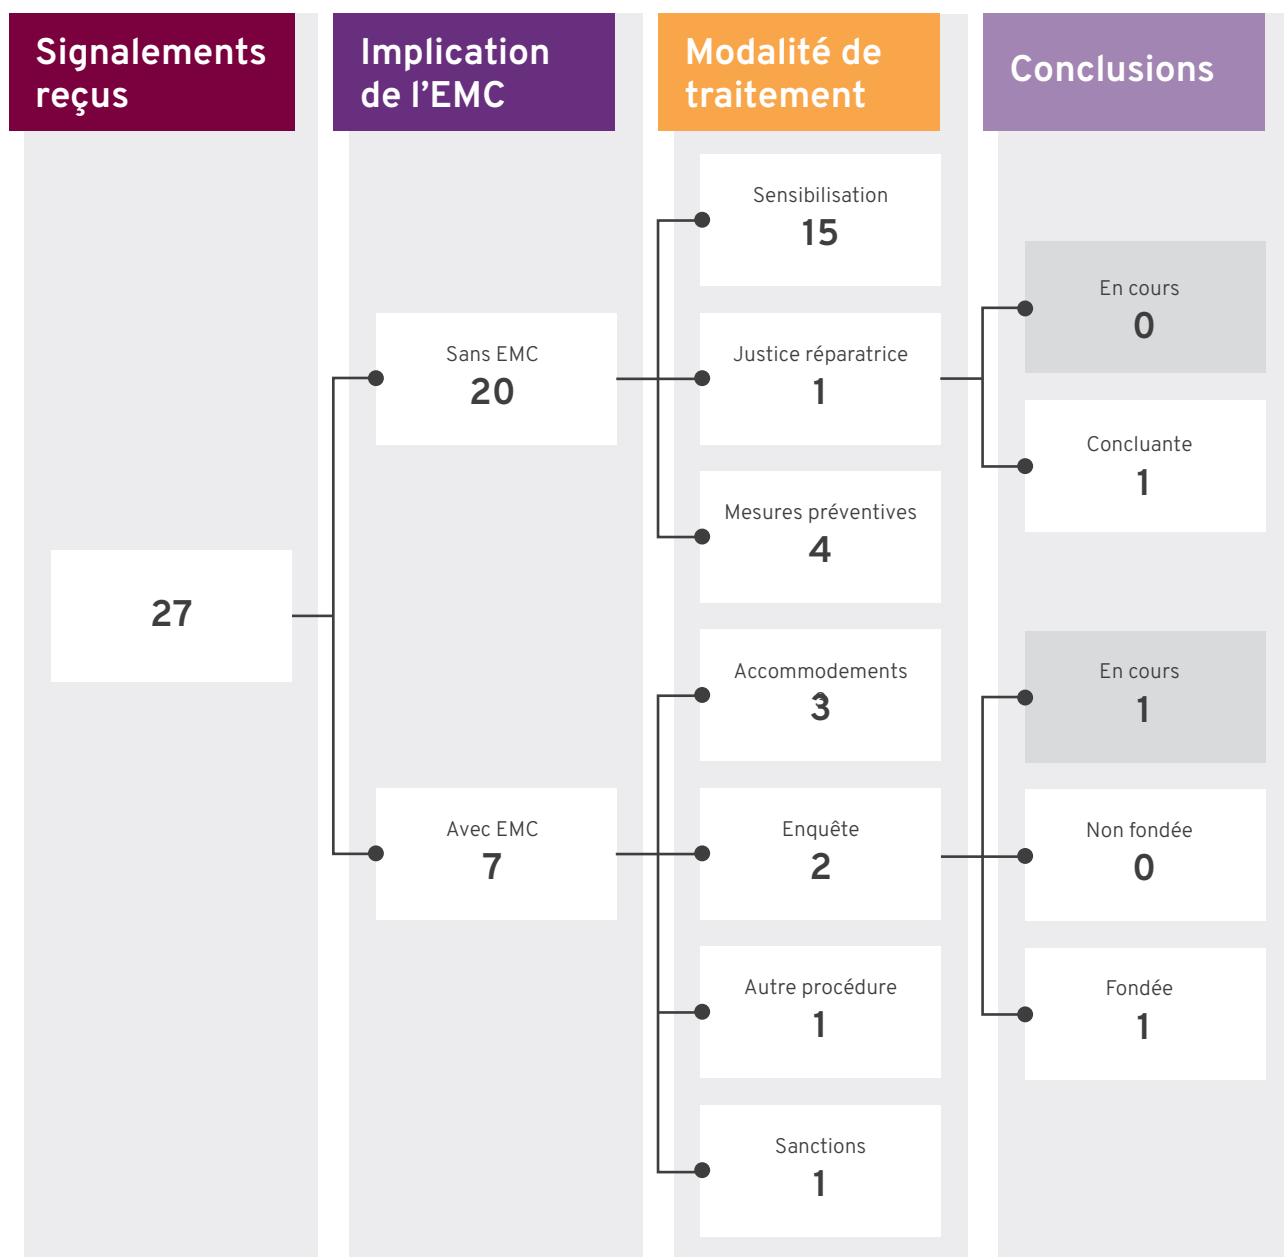 Signalements
reçus
Implication
de l’EMC
Modalité de
traitement
Conclusions
27
Sans EMC
20
Avec EMC
7
Sensibilisation
15
Justice réparatrice
1
Mesures préventives
4
Accommodements
3
Enquête
2
Autre procédure
1
Sanctions
1
En cours
0
Concluante
1
En cours
1
Non fondée
0
Fondée
1